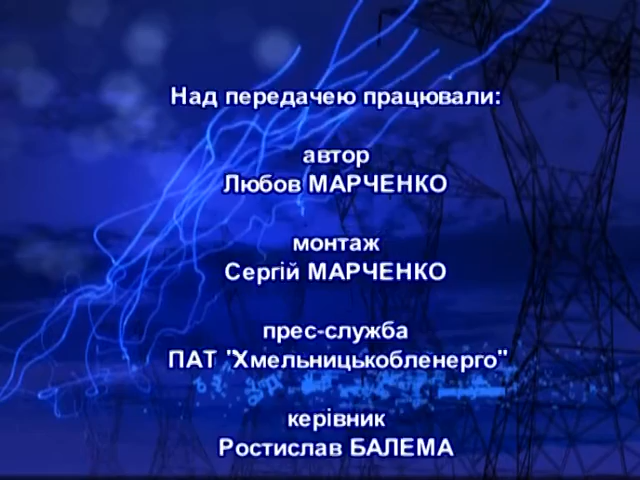 Над передачею працювали:
автор
Любов МАРЧЕНКО
монтаж
Сергій МАРЧЕНКО
прес-служба
ПАТ "Хмельницькобленерго"
керівник
Ростислав БАЛЕМА